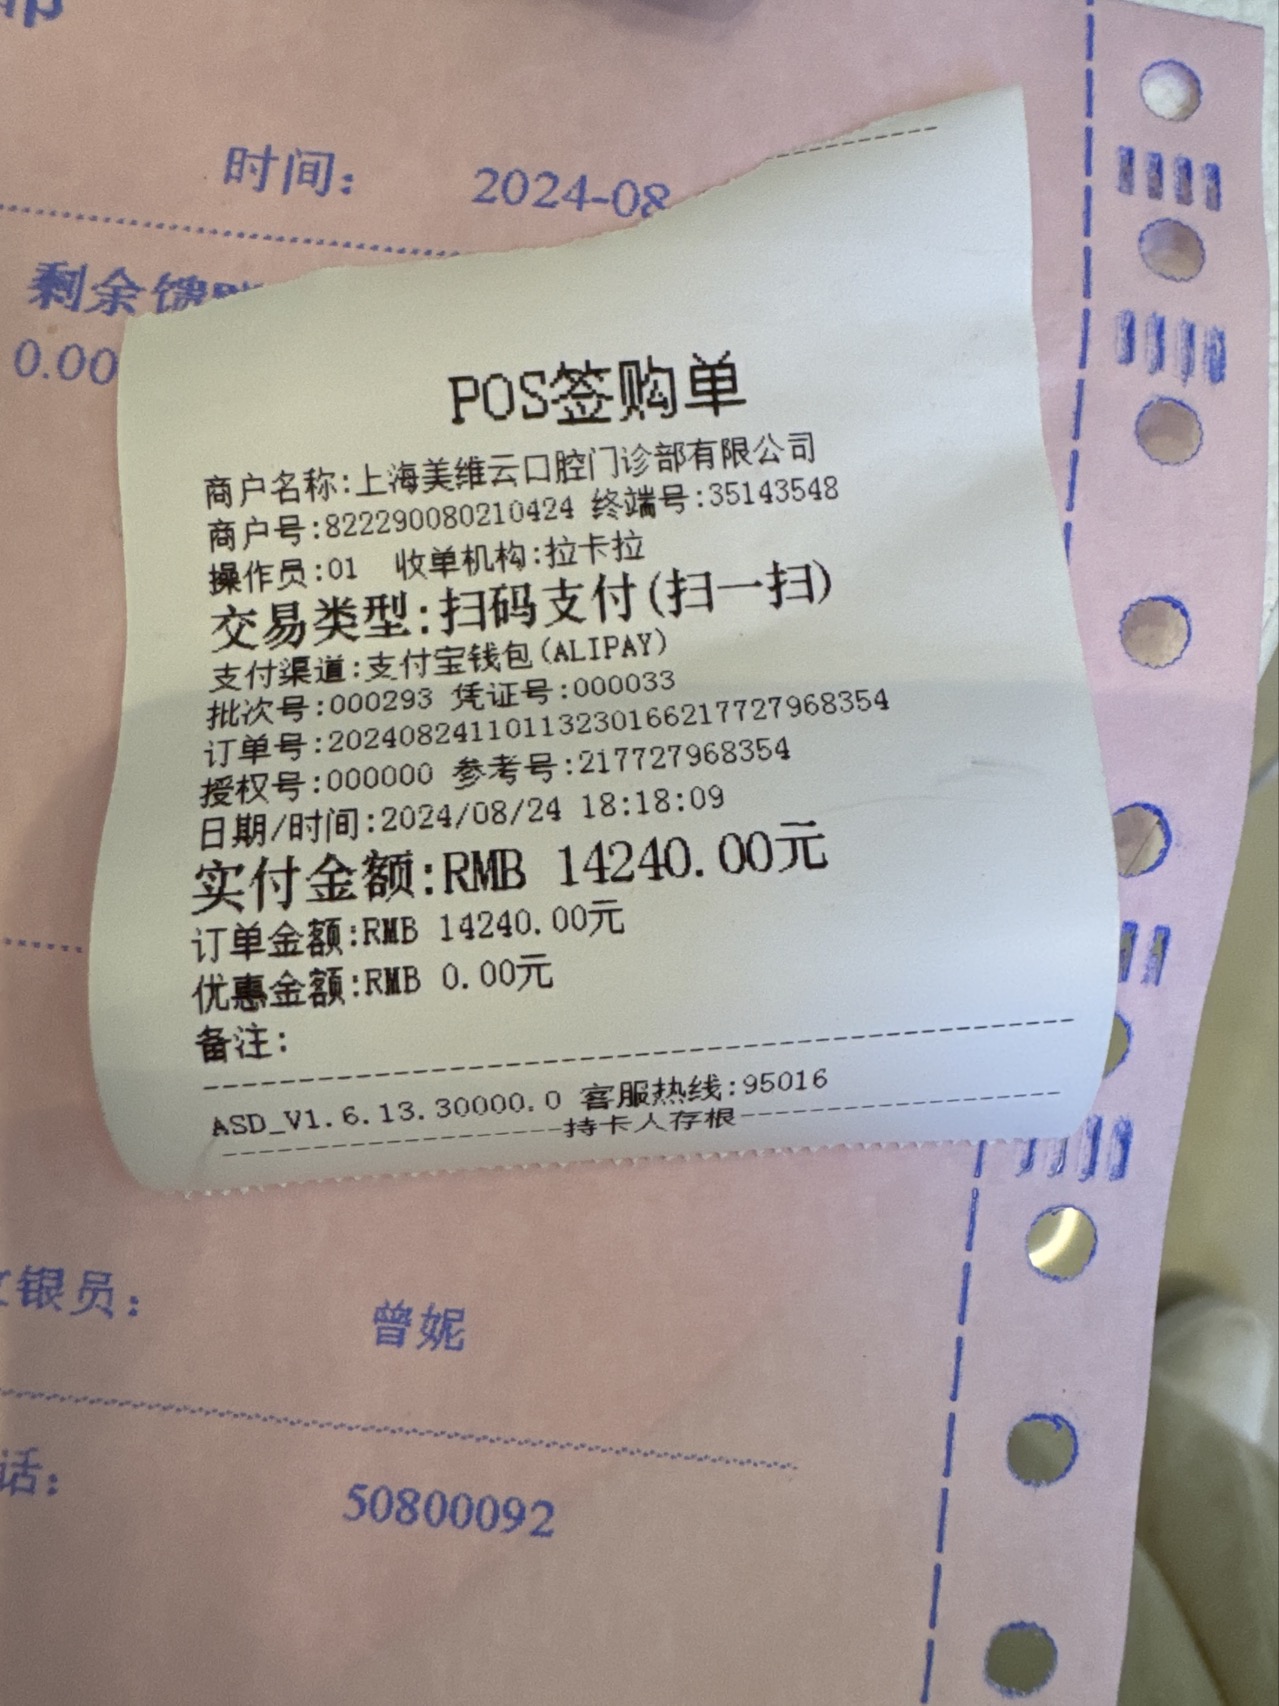 时间： 2024-08
剩余馈赠
0.00
POS签购单
商户名称:上海美维云口腔门诊部有限公司
商户号:822290080210424 终端号:35143548
操作员:01 收单机构:拉卡拉
交易类型:扫码支付(扫一扫)
支付渠道:支付宝钱包(ALIPAY)
批次号:000293 凭证号:000033
订单号:20240824110113230166217727968354
授权号:000000 参考号:217727968354
日期/时间:2024/08/24 18:18:09
实付金额:RMB 14240.00元
订单金额:RMB 14240.00元
优惠金额:RMB 0.00元
备注:
ASD_V1.6.13.30000.0 客服热线:95016
持卡人存根
银员： 曾妮
话： 50800092